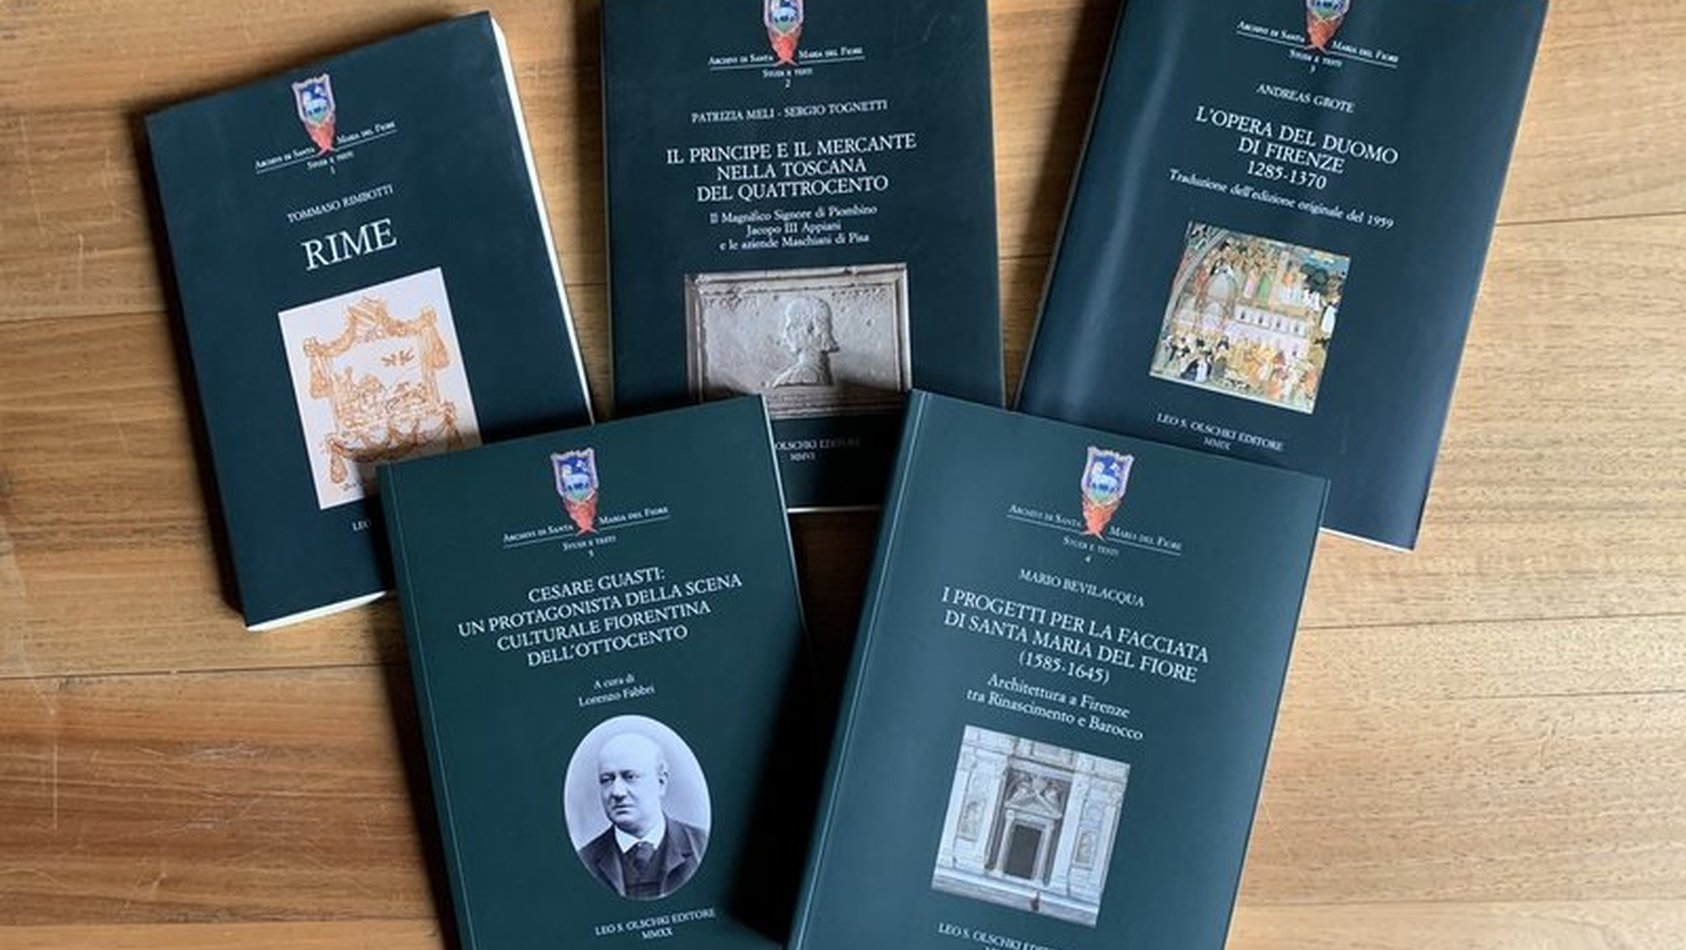 Archivi di Santa Maria del Fiore
Studi e testi
1
TOMMASO RIMBOTTI
RIME
LEO
Archivi di Santa Maria del Fiore
Studi e testi
2
PATRIZIA MELI - SERGIO TOGNETTI
IL PRINCIPE E IL MERCANTE
NELLA TOSCANA
DEL QUATTROCENTO
Il Magnifico Signore di Piombino
Jacopo III Appiani
e le aziende Maschiani di Pisa
OLSCHKI EDITORE
MMVI
Archivi di Santa Maria del Fiore
Studi e testi
3
ANDREAS GROTE
L'OPERA DEL DUOMO
DI FIRENZE
1285-1370
Traduzione dell'edizione originale del 1959
LEO S. OLSCHKI EDITORE
MMIX
Archivi di Santa Maria del Fiore
Studi e testi
5
CESARE GUASTI:
UN PROTAGONISTA DELLA SCENA
CULTURALE FIORENTINA
DELL'OTTOCENTO
A cura di
Lorenzo Fabbri
LEO S. OLSCHKI EDITORE
MMXX
Archivi di Santa Maria del Fiore
Studi e testi
4
MARIO BEVILACQUA
I PROGETTI PER LA FACCIATA
DI SANTA MARIA DEL FIORE
(1585-1645)
Architettura a Firenze
tra Rinascimento e Barocco
LEO S. OLSCHKI